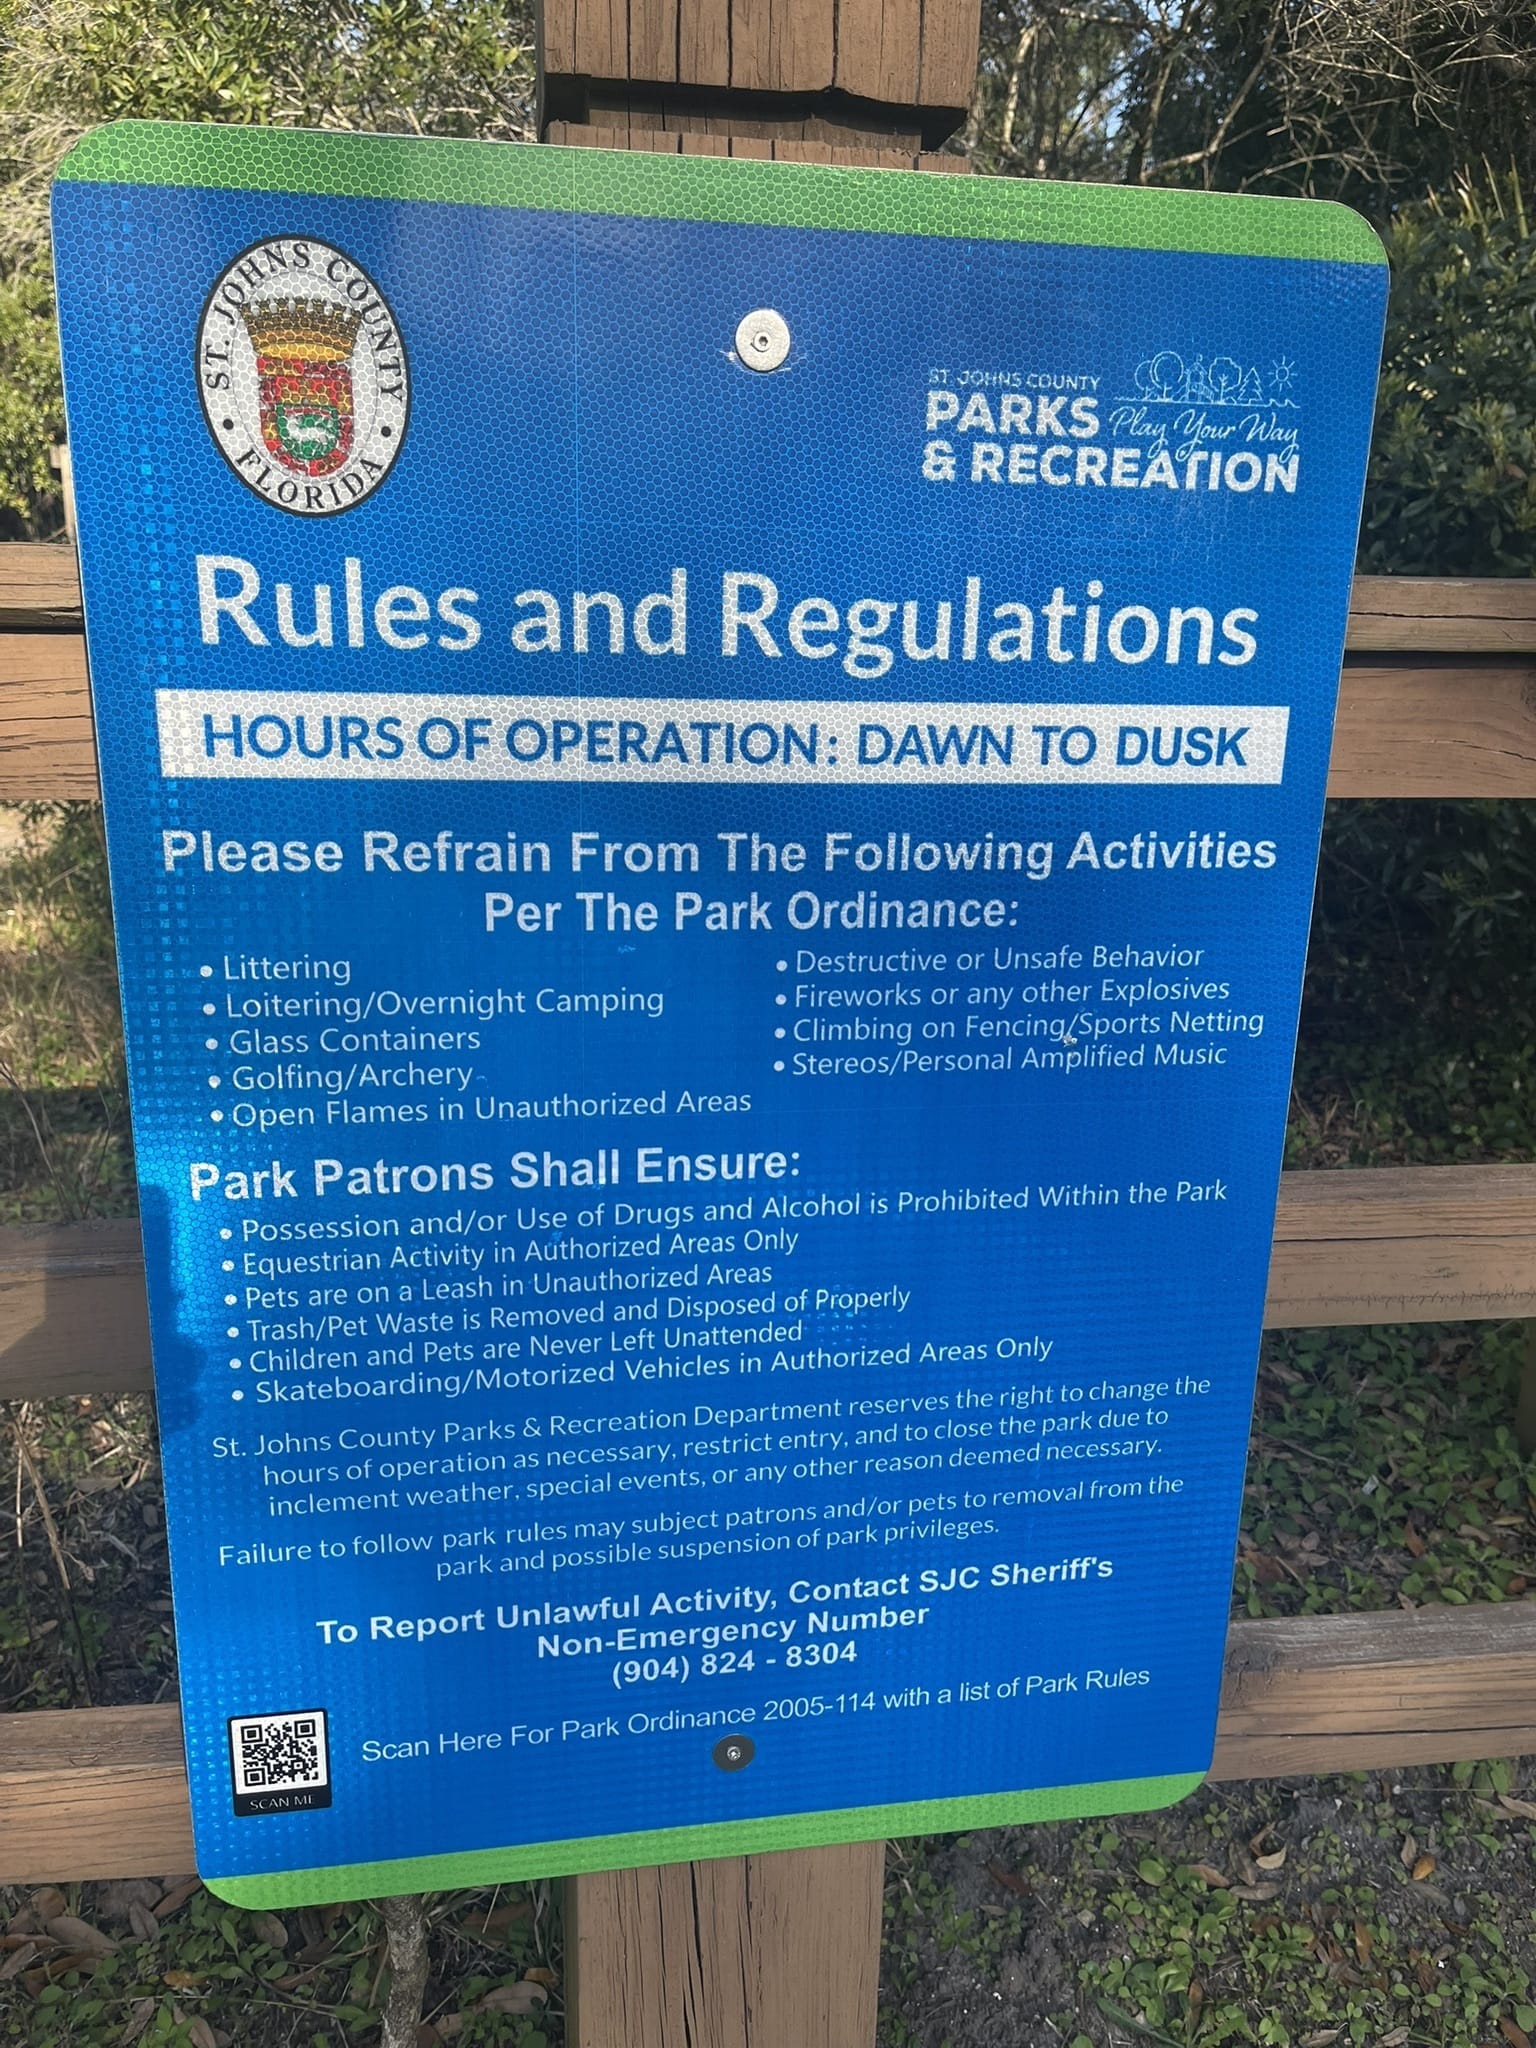 ST. JOHNS COUNTY
FLORIDA
ST. JOHNS COUNTY
PARKS
Play Your Way
& RECREATION
Rules and Regulations
HOURS OF OPERATION: DAWN TO DUSK
Please Refrain From The Following Activities
Per The Park Ordinance:
• Littering
• Loitering/Overnight Camping
• Glass Containers
• Golfing/Archery
• Open Flames in Unauthorized Areas
• Destructive or Unsafe Behavior
• Fireworks or any other Explosives
• Climbing on Fencing/Sports Netting
• Stereos/Personal Amplified Music
Park Patrons Shall Ensure:
• Possession and/or Use of Drugs and Alcohol is Prohibited Within the Park
• Equestrian Activity in Authorized Areas Only
• Pets are on a Leash in Unauthorized Areas
• Trash/Pet Waste is Removed and Disposed of Properly
• Children and Pets are Never Left Unattended
• Skateboarding/Motorized Vehicles in Authorized Areas Only
St. Johns County Parks & Recreation Department reserves the right to change the
hours of operation as necessary, restrict entry, and to close the park due to
inclement weather, special events, or any other reason deemed necessary.
Failure to follow park rules may subject patrons and/or pets to removal from the
park and possible suspension of park privileges.
To Report Unlawful Activity, Contact SJC Sheriff's
Non-Emergency Number
(904) 824 - 8304
Scan Here For Park Ordinance 2005-114 with a list of Park Rules
SCAN ME